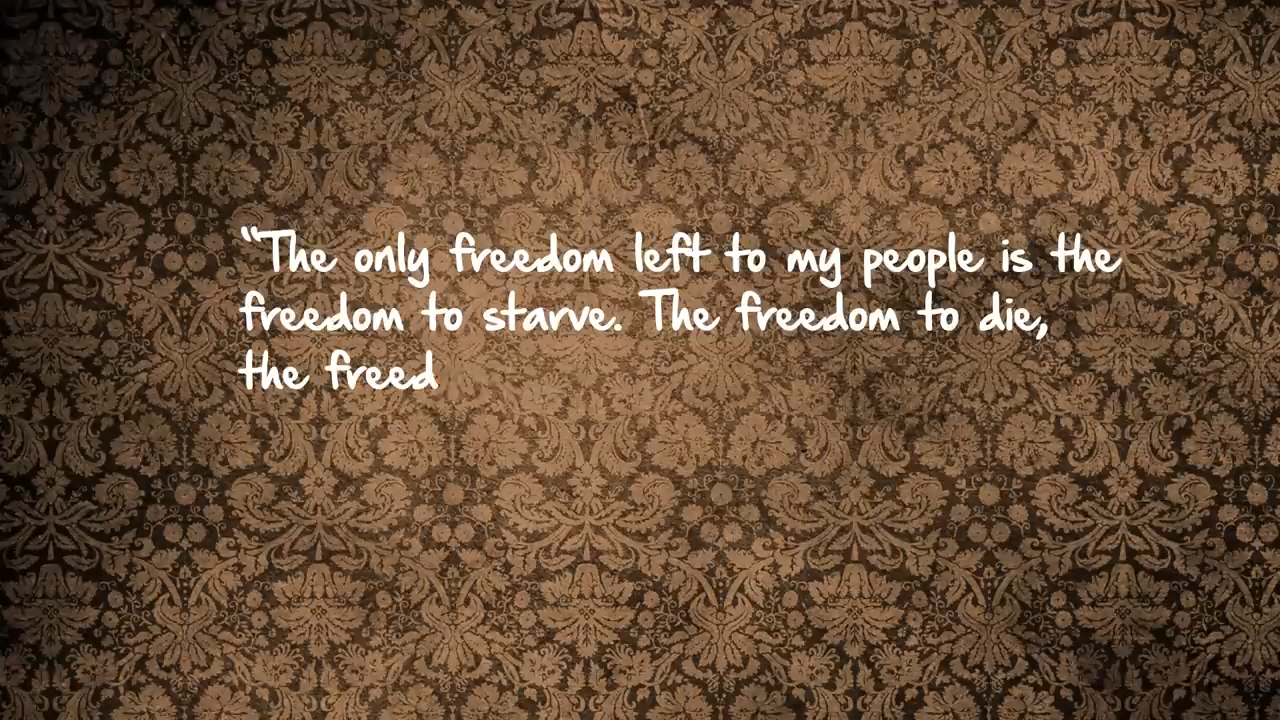 “The only freedom left to my people is the
freedom to starve. The freedom to die,
the freed